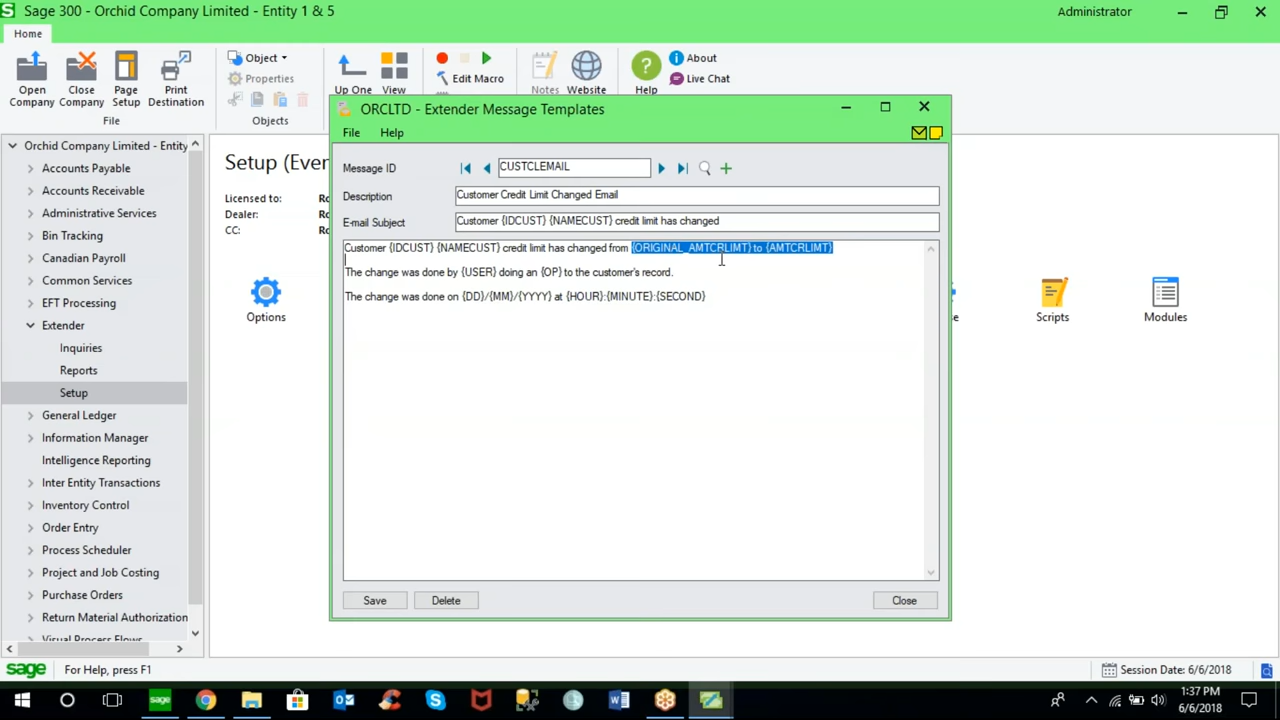 Sage 300 - Orchid Company Limited - Entity 1 & 5
Administrator
Home
Open Company
Close Company
Page Setup
Print Destination
File
Object
Properties
Objects
Up One
View
Edit Macro
Notes
Website
Help
About
Live Chat
Orchid Company Limited - Entity
Accounts Payable
Accounts Receivable
Administrative Services
Bin Tracking
Canadian Payroll
Common Services
EFT Processing
Extender
Inquiries
Reports
Setup
General Ledger
Information Manager
Intelligence Reporting
Inter Entity Transactions
Inventory Control
Order Entry
Process Scheduler
Project and Job Costing
Purchase Orders
Return Material Authorization
Visual Process Flows
Setup (Even
Licensed to:
Dealer:
CC:
Options
Scripts
Modules
ORCLTD - Extender Message Templates
File Help
Message ID CUSTCLEMAIL
Description Customer Credit Limit Changed Email
E-mail Subject Customer {IDCUST} {NAMECUST} credit limit has changed
Customer {IDCUST} {NAMECUST} credit limit has changed from {ORIGINAL_AMTCRLIMT} to {AMTCRLIMT}
The change was done by {USER} doing an {OP} to the customer's record.
The change was done on {DD}/{MM}/{YYYY} at {HOUR}:{MINUTE}:{SECOND}
Save Delete Close
sage For Help, press F1
Session Date: 6/6/2018
sage
1:37 PM
6/6/2018